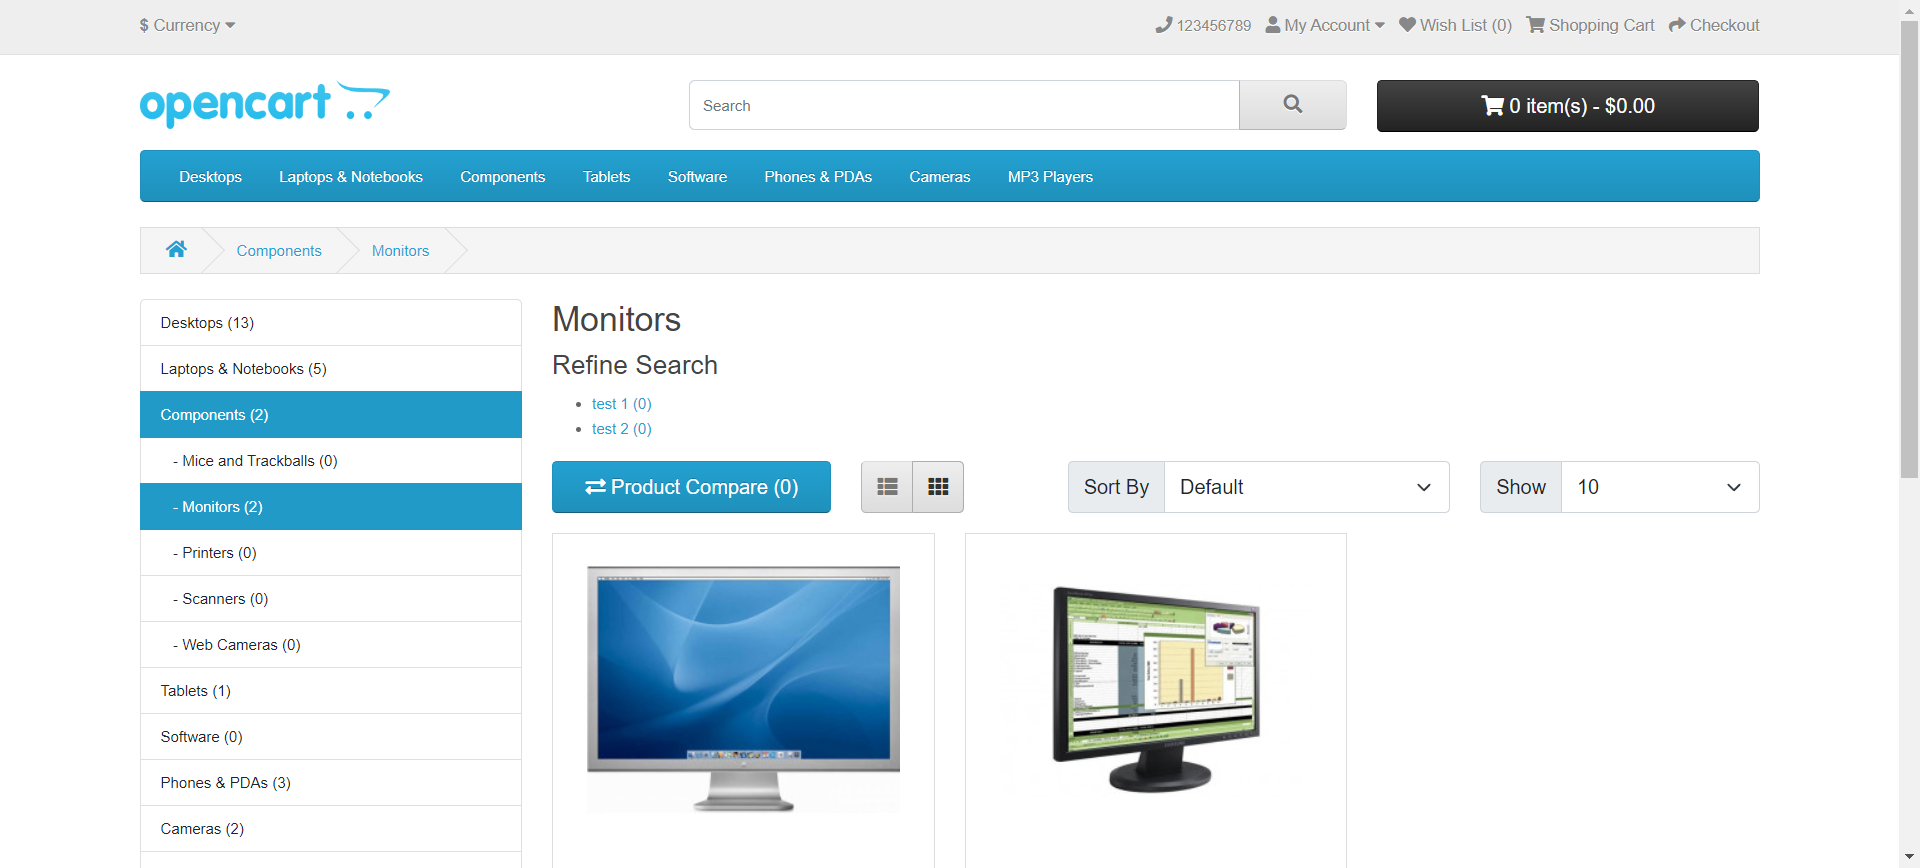 $ Currency
123456789 My Account Wish List (0) Shopping Cart Checkout
opencart
Search
0 item(s) - $0.00
Desktops Laptops & Notebooks Components Tablets Software Phones & PDAs Cameras MP3 Players
Components Monitors
Desktops (13)
Laptops & Notebooks (5)
Components (2)
- Mice and Trackballs (0)
- Monitors (2)
- Printers (0)
- Scanners (0)
- Web Cameras (0)
Tablets (1)
Software (0)
Phones & PDAs (3)
Cameras (2)
Monitors
Refine Search
test 1 (0)
test 2 (0)
Product Compare (0)
Sort By Default
Show 10